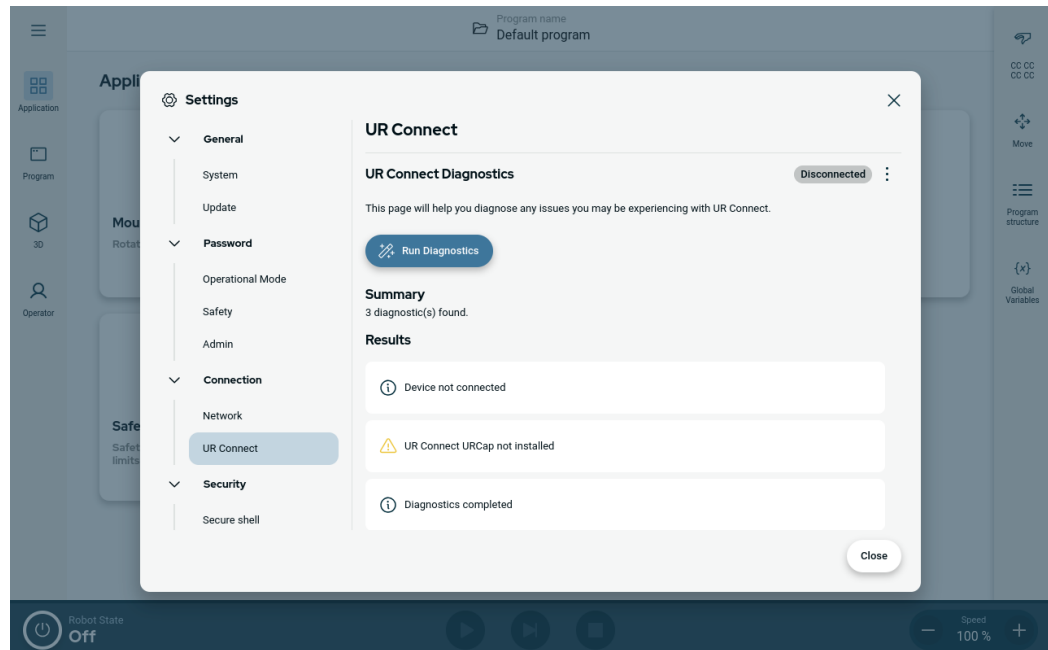 Program name
Default program
Application
Program
3D
Operator
Appli
Mou
Rotat
Safe
Safet
limits
Settings
General
System
Update
Password
Operational Mode
Safety
Admin
Connection
Network
UR Connect
Security
Secure shell
UR Connect
UR Connect Diagnostics
Disconnected
This page will help you diagnose any issues you may be experiencing with UR Connect.
Run Diagnostics
Summary
3 diagnostic(s) found.
Results
Device not connected
UR Connect URCap not installed
Diagnostics completed
Close
CC CC
CC CC
Move
Program
structure
{x}
Global
Variables
Robot State
Off
Speed
100 %